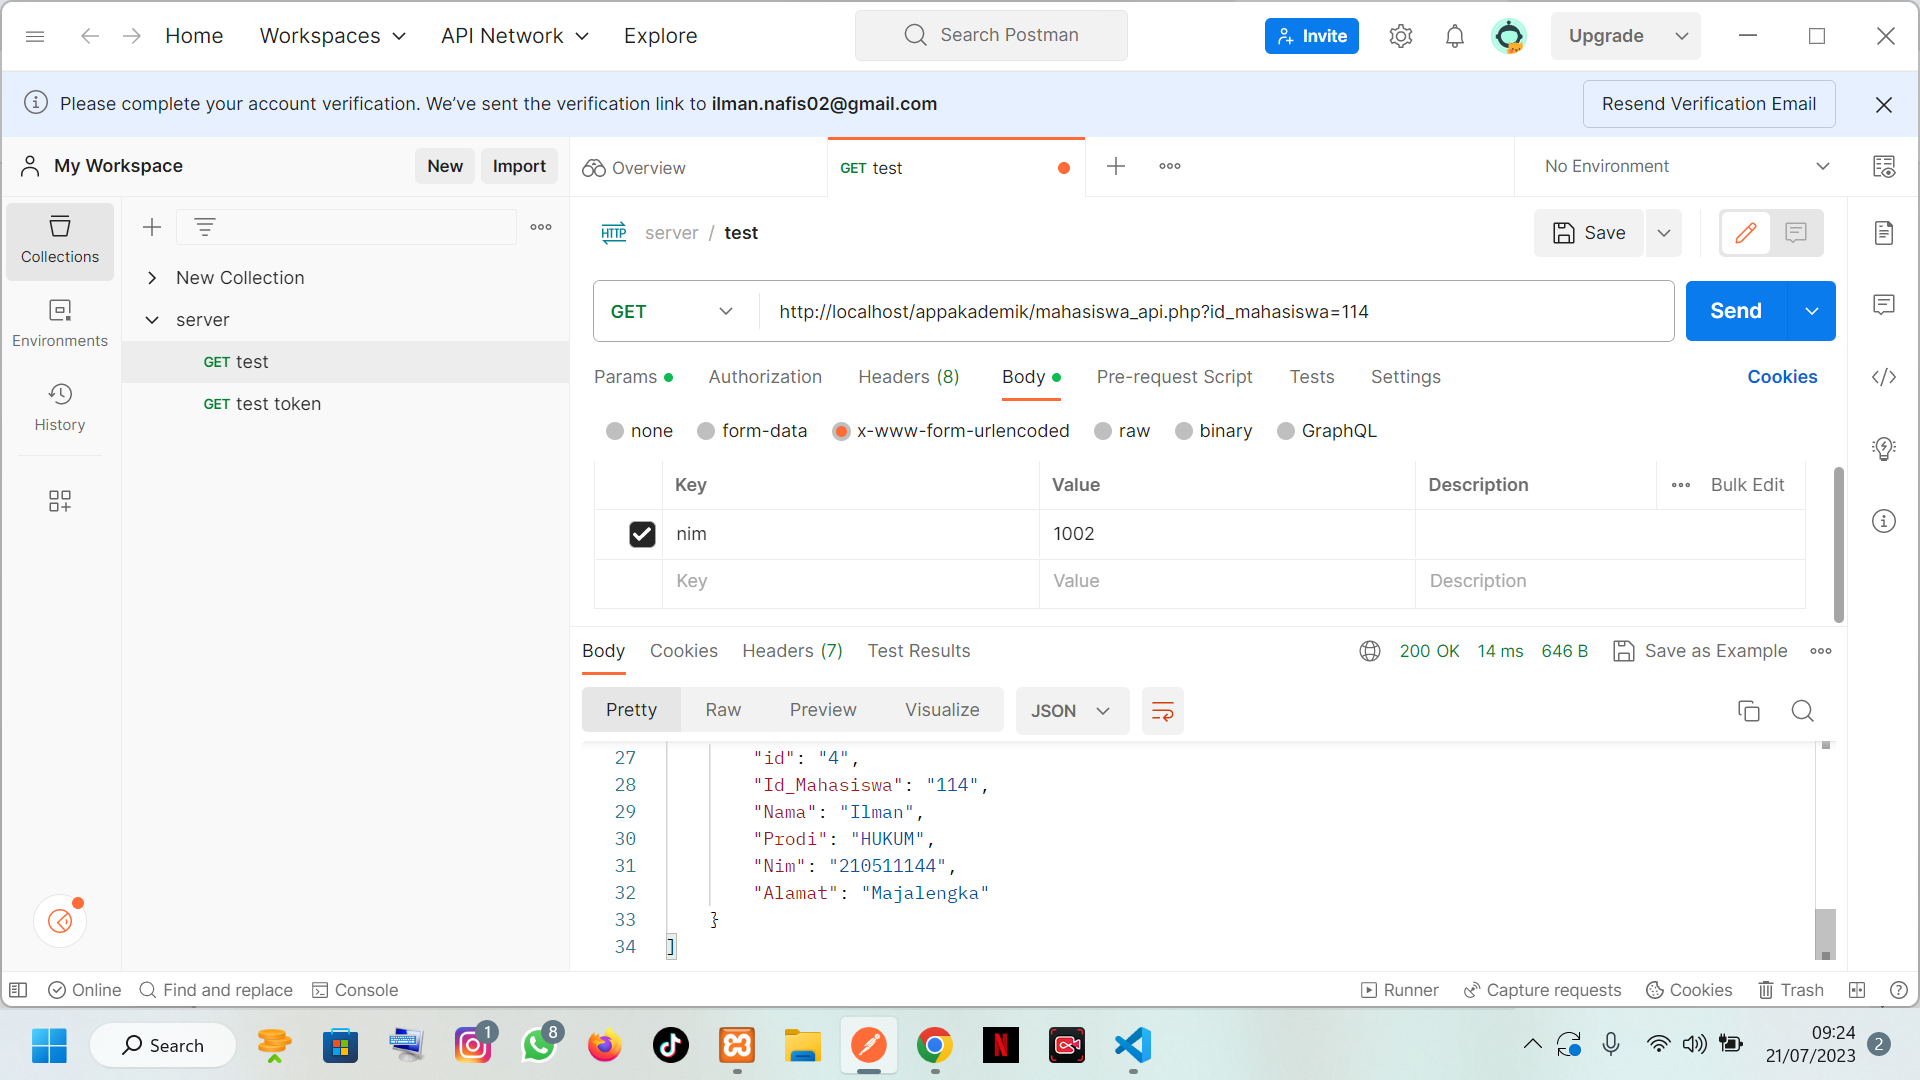 Home
Workspaces
API Network
Explore
Search Postman
Invite
Upgrade
Please complete your account verification. We've sent the verification link to ilman.nafis02@gmail.com
Resend Verification Email
My Workspace
New
Import
Overview
GET test
No Environment
Collections
Environments
History
New Collection
server
GET test
GET test token
HTTP
server / test
Save
GET
http://localhost/appakademik/mahasiswa_api.php?id_mahasiswa=114
Send
Params
Authorization
Headers (8)
Body
Pre-request Script
Tests
Settings
Cookies
none
form-data
x-www-form-urlencoded
raw
binary
GraphQL
Key
Value
Description
Bulk Edit
nim
1002
Key
Value
Description
Body
Cookies
Headers (7)
Test Results
200 OK
14 ms
646 B
Save as Example
Pretty
Raw
Preview
Visualize
JSON
27 "id": "4",
28 "Id_Mahasiswa": "114",
29 "Nama": "Ilman",
30 "Prodi": "HUKUM",
31 "Nim": "210511144",
32 "Alamat": "Majalengka"
33 }
34 ]
Online
Find and replace
Console
Runner
Capture requests
Cookies
Trash
Search
1
8
N
09:24
21/07/2023
2